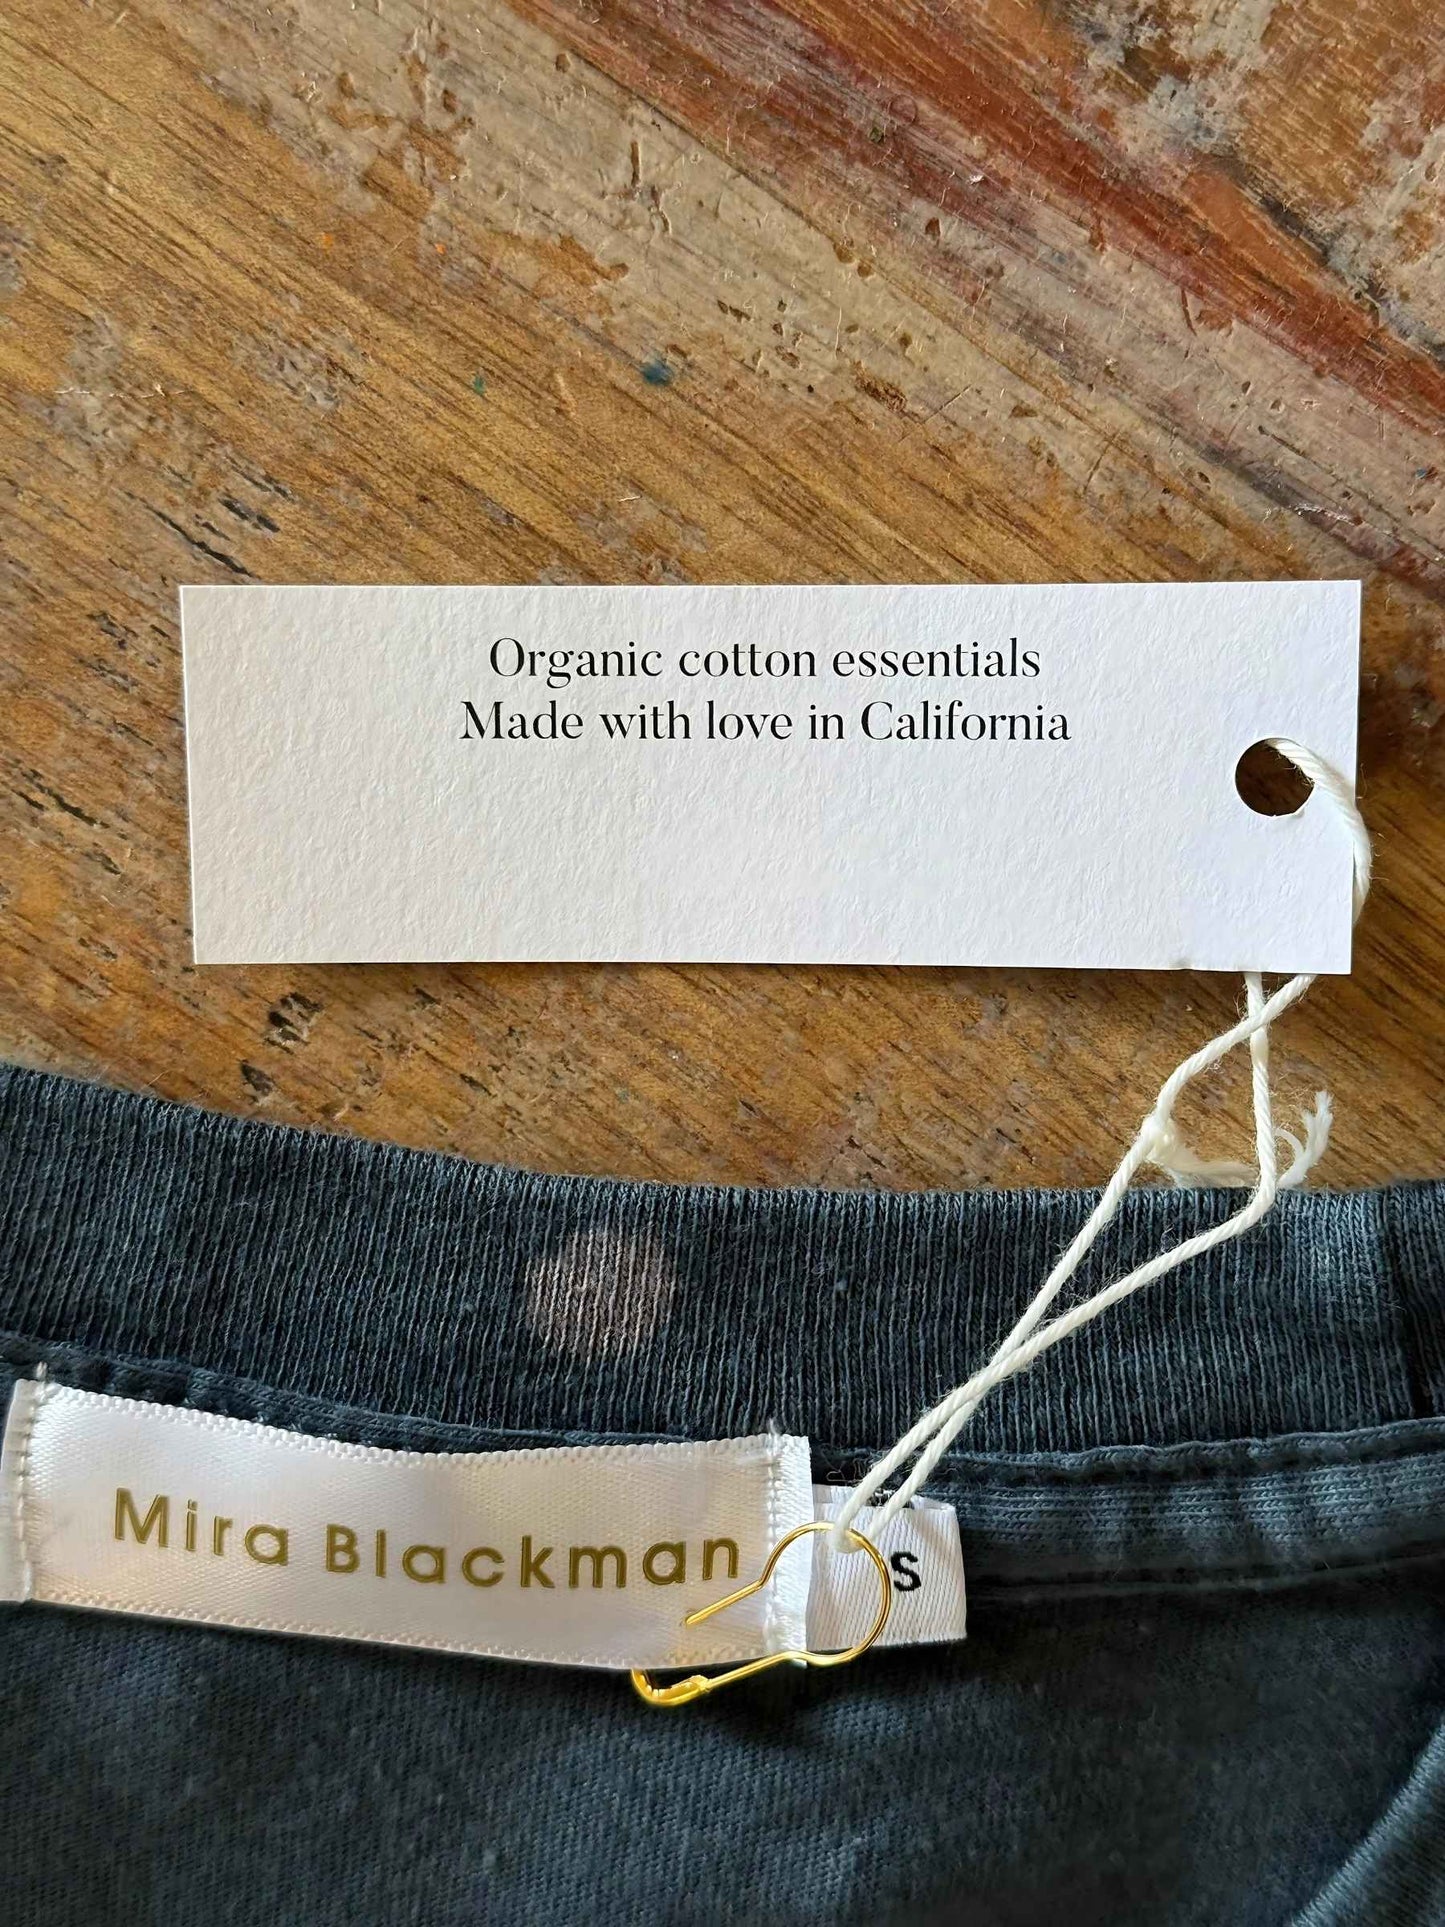 Organic cotton essentials
Made with love in California
Mira Blackman
S